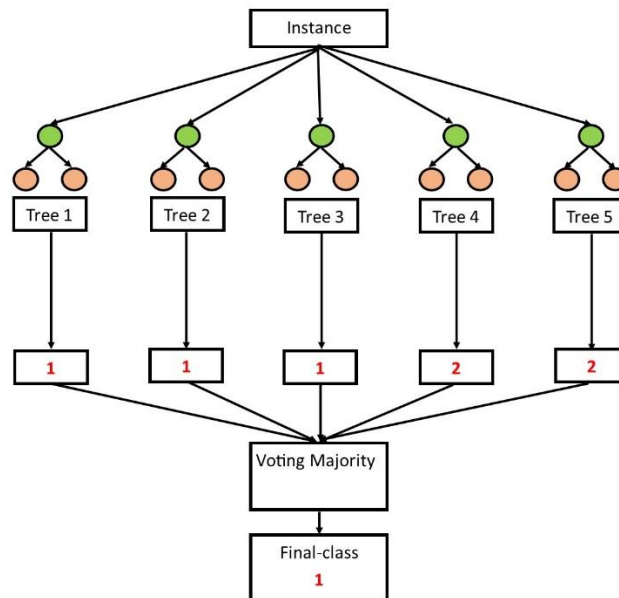 Instance
Tree 1
Tree 2
Tree 3
Tree 4
Tree 5
1
1
1
2
2
Voting Majority
Final-class
1